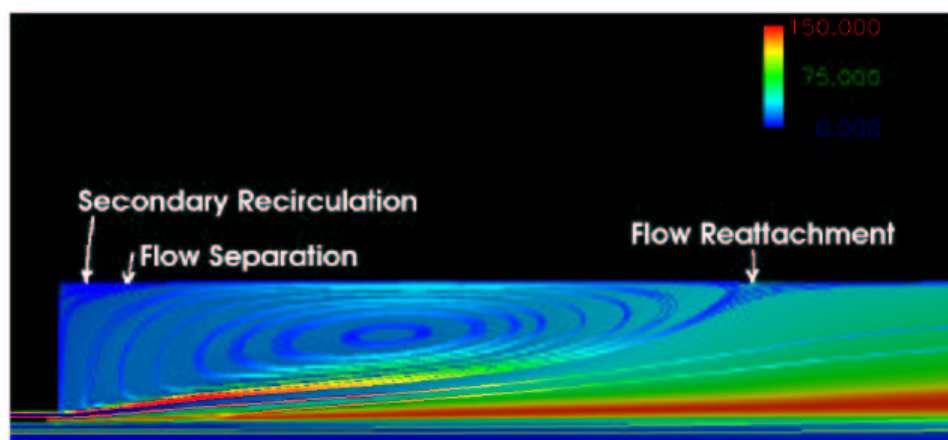 150.000
75.000
0.000
Secondary Recirculation
Flow Separation
Flow Reattachment